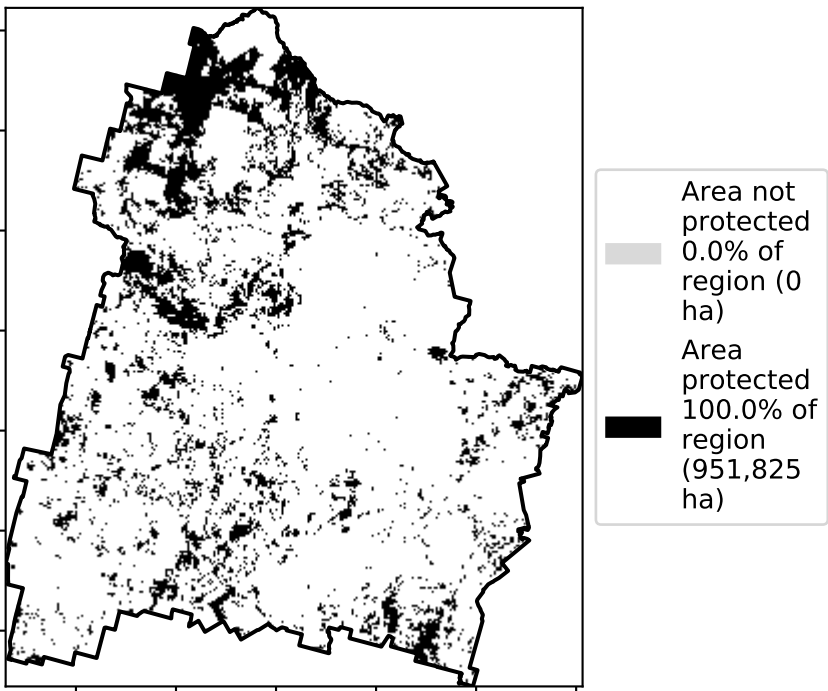 Area not
protected
0.0% of
region (0
ha)
Area
protected
100.0% of
region
(951,825
ha)